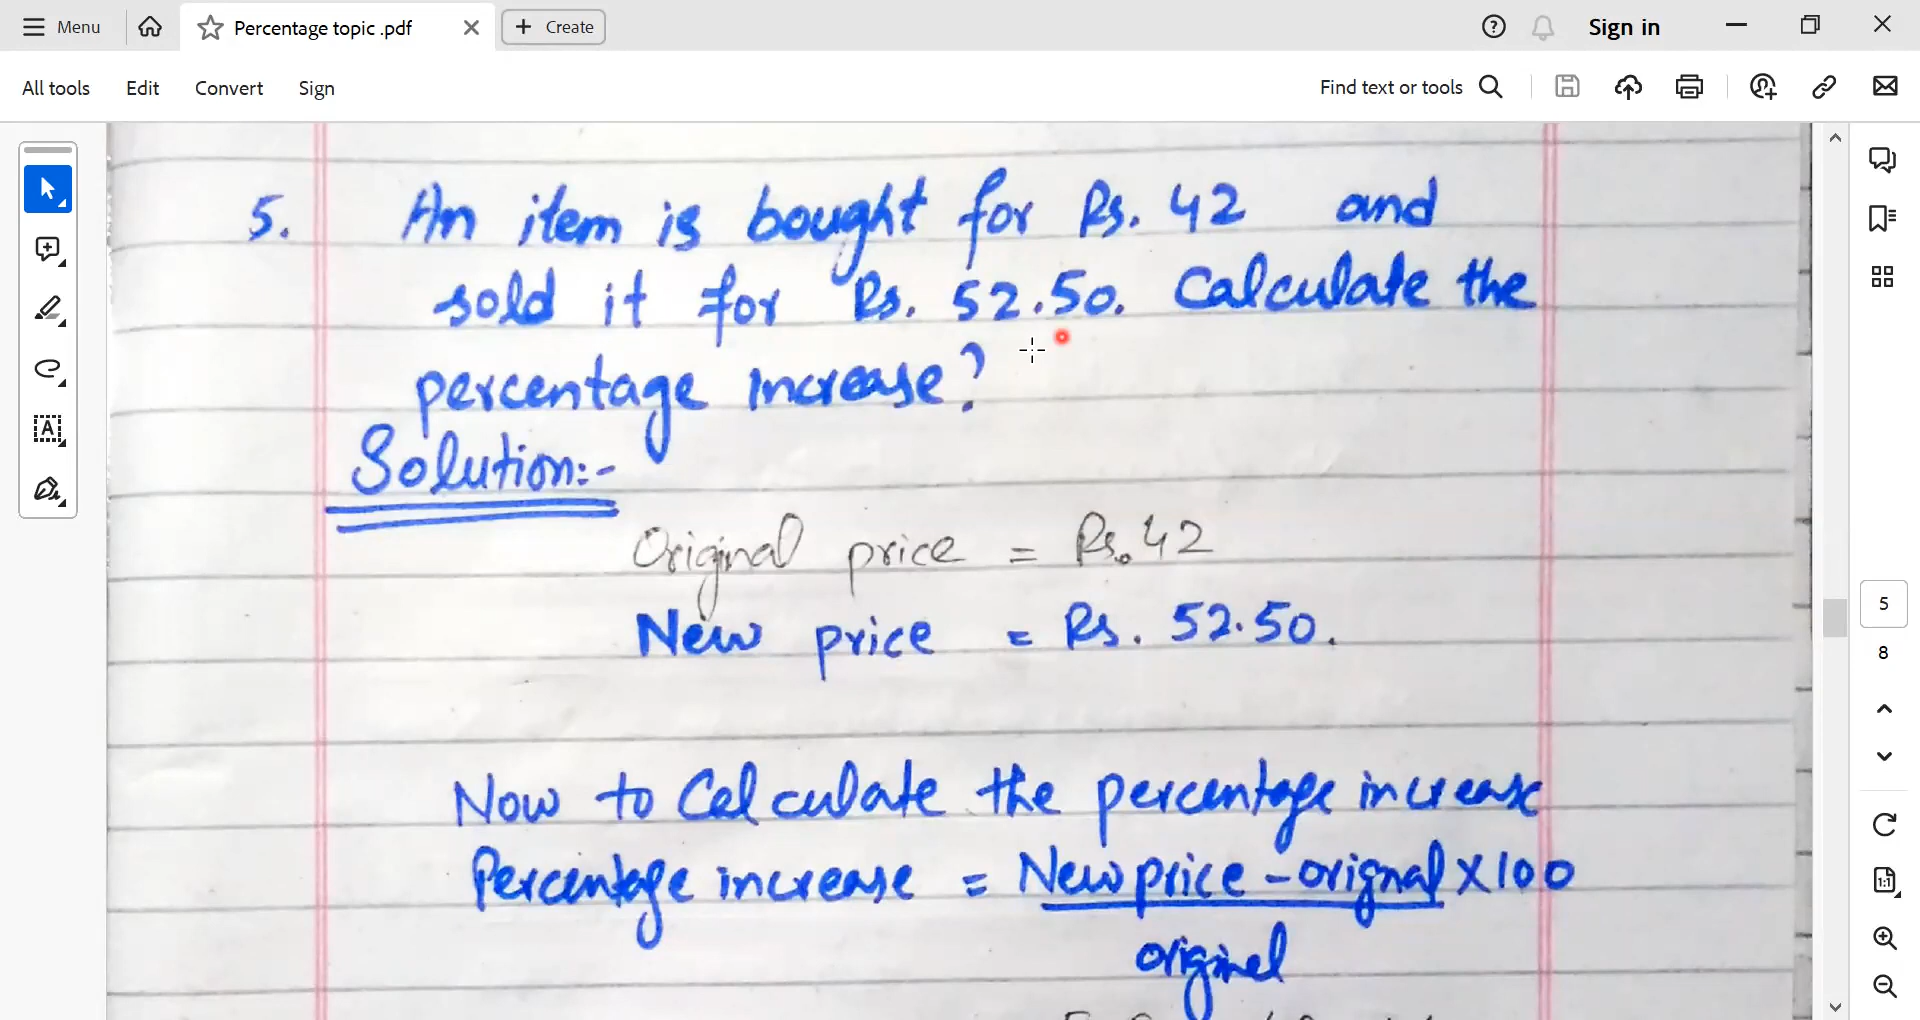 Menu
Percentage topic .pdf
Create
Sign in
All tools
Edit
Convert
Sign
Find text or tools
5. An item is bought for Rs. 42 and
sold it for Rs. 52.50. Calculate the
percentage increase?
Solution:-
Original price = Rs. 42
New price = Rs. 52.50.
Now to Calculate the percentage increase
Percentage increase = New price - orignal × 100
original
5
8